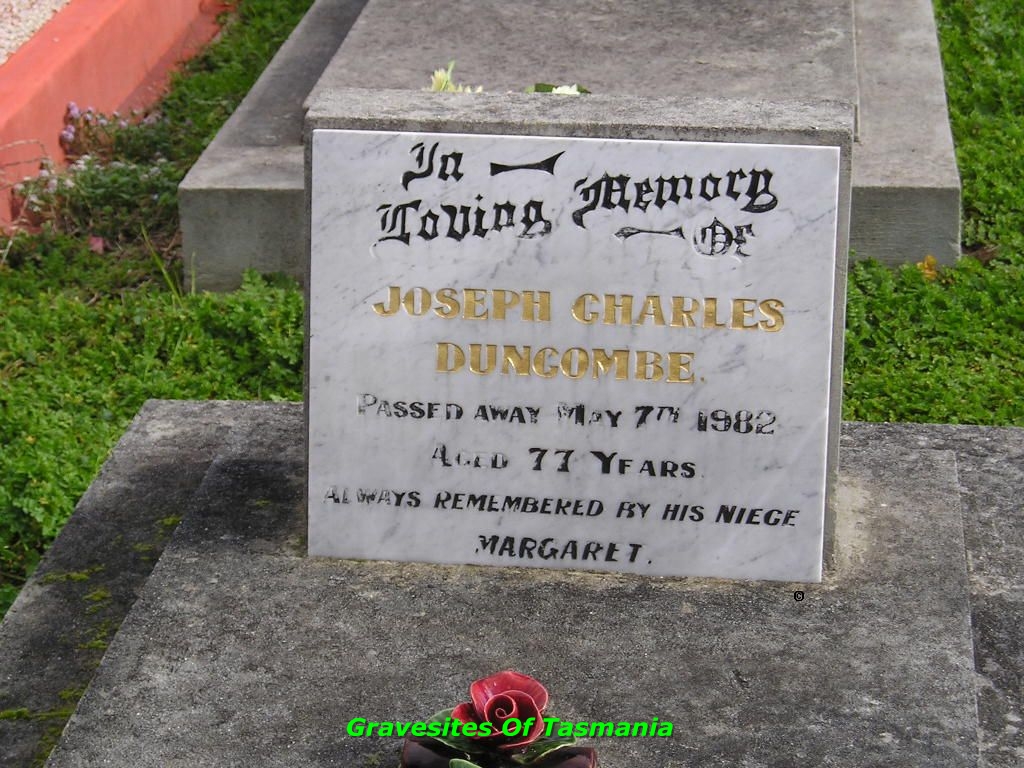 In Memory
Loving Of
JOSEPH CHARLES
DUNCOMBE.
PASSED AWAY MAY 7TH 1982
AGED 77 YEARS.
ALWAYS REMEMBERED BY HIS NIECE
MARGARET.
Gravesites Of Tasmania